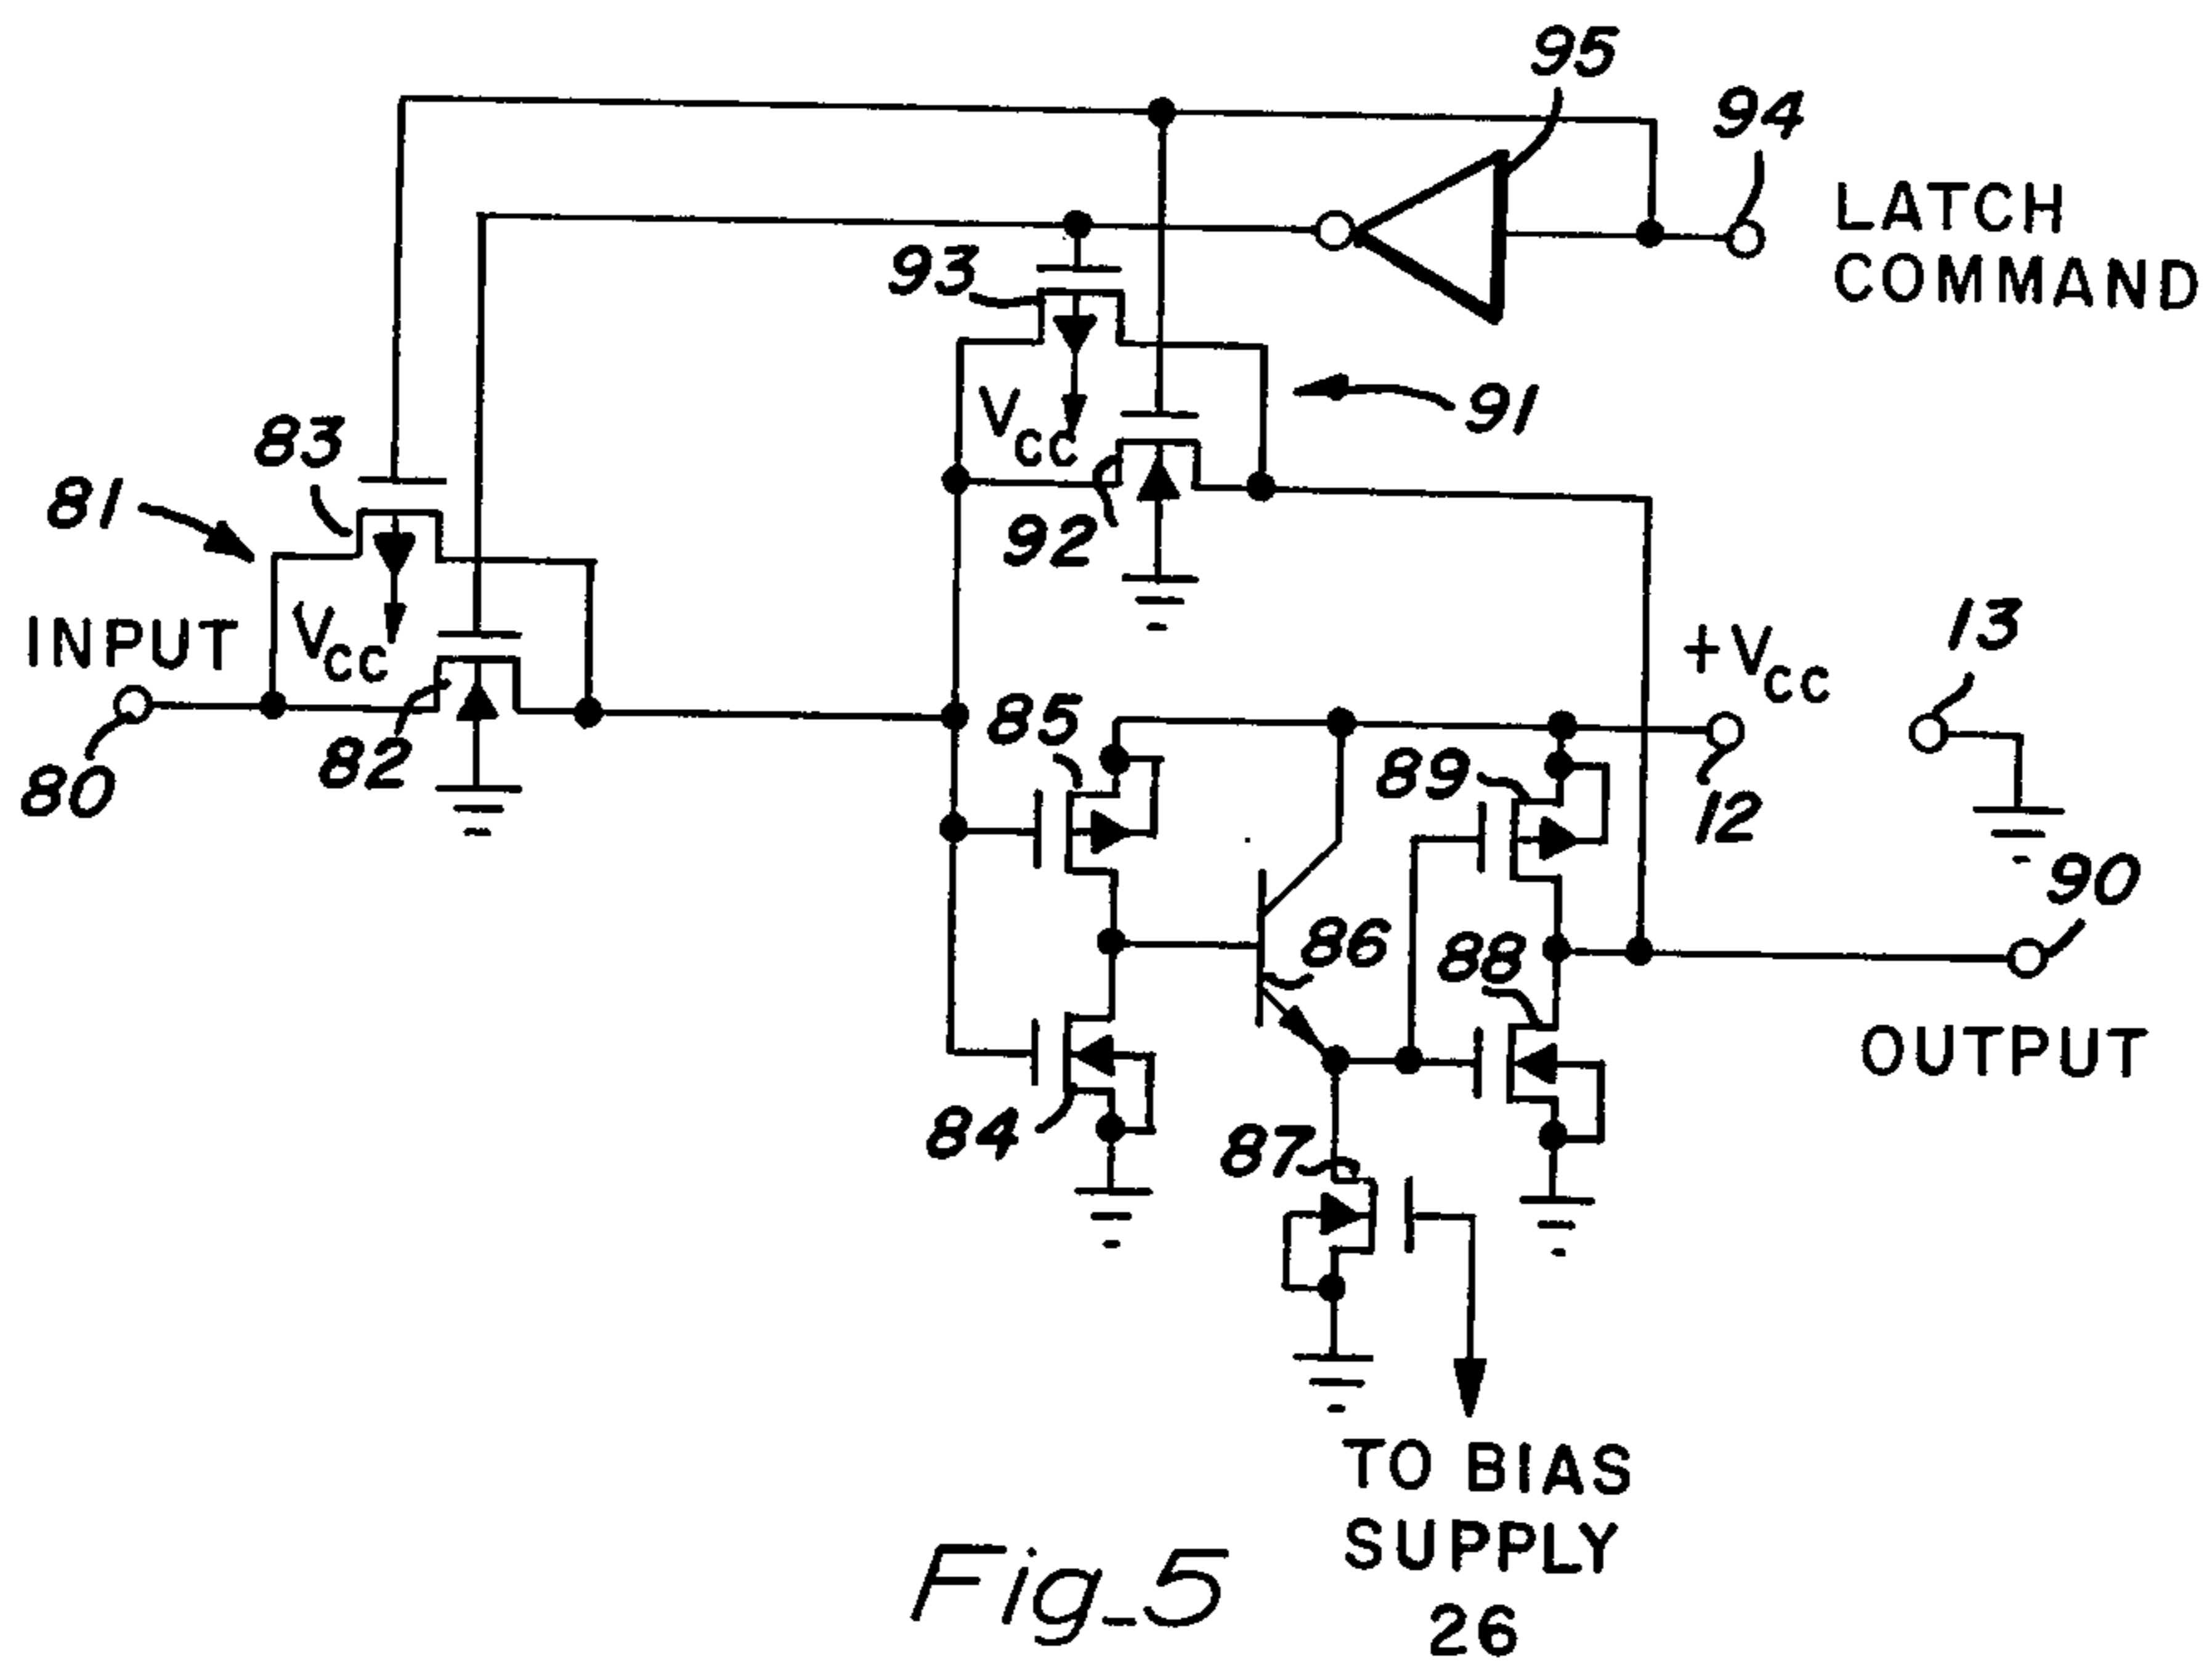 95
94
LATCH
COMMAND
93
91
VCC
83
81
92
INPUT
VCC
82
80
85
+VCC
13
89
12
90
86
88
OUTPUT
84
87
TO BIAS
SUPPLY
26
Fig_5